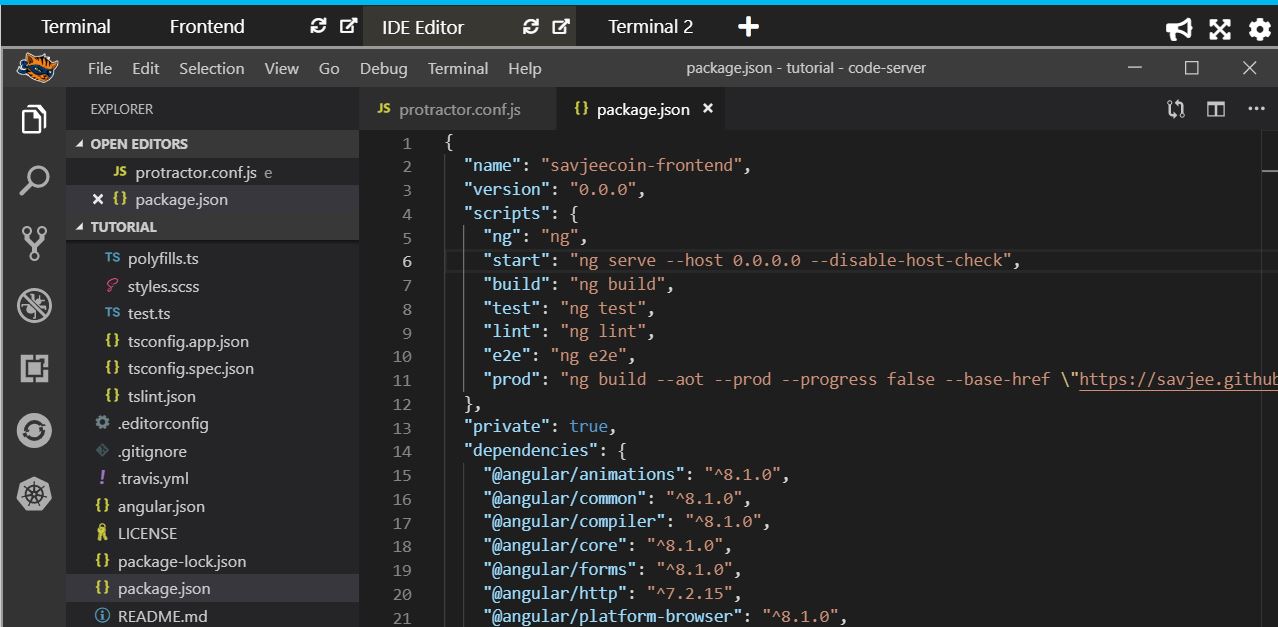 Terminal
Frontend
IDE Editor
Terminal 2
File Edit Selection View Go Debug Terminal Help
package.json - tutorial - code-server
EXPLORER
OPEN EDITORS
JS protractor.conf.js e
{} package.json
TUTORIAL
TS polyfills.ts
styles.scss
TS test.ts
{} tsconfig.app.json
{} tsconfig.spec.json
{} tslint.json
.editorconfig
.gitignore
! .travis.yml
{} angular.json
LICENSE
{} package-lock.json
{} package.json
README.md
JS protractor.conf.js
{} package.json
1 {
2 "name": "savjeecoin-frontend",
3 "version": "0.0.0",
4 "scripts": {
5 "ng": "ng",
6 "start": "ng serve --host 0.0.0.0 --disable-host-check",
7 "build": "ng build",
8 "test": "ng test",
9 "lint": "ng lint",
10 "e2e": "ng e2e",
11 "prod": "ng build --aot --prod --progress false --base-href \"https://savjee.github
12 },
13 "private": true,
14 "dependencies": {
15 "@angular/animations": "^8.1.0",
16 "@angular/common": "^8.1.0",
17 "@angular/compiler": "^8.1.0",
18 "@angular/core": "^8.1.0",
19 "@angular/forms": "^8.1.0",
20 "@angular/http": "^7.2.15",
21 "@angular/platform-browser": "^8.1.0",